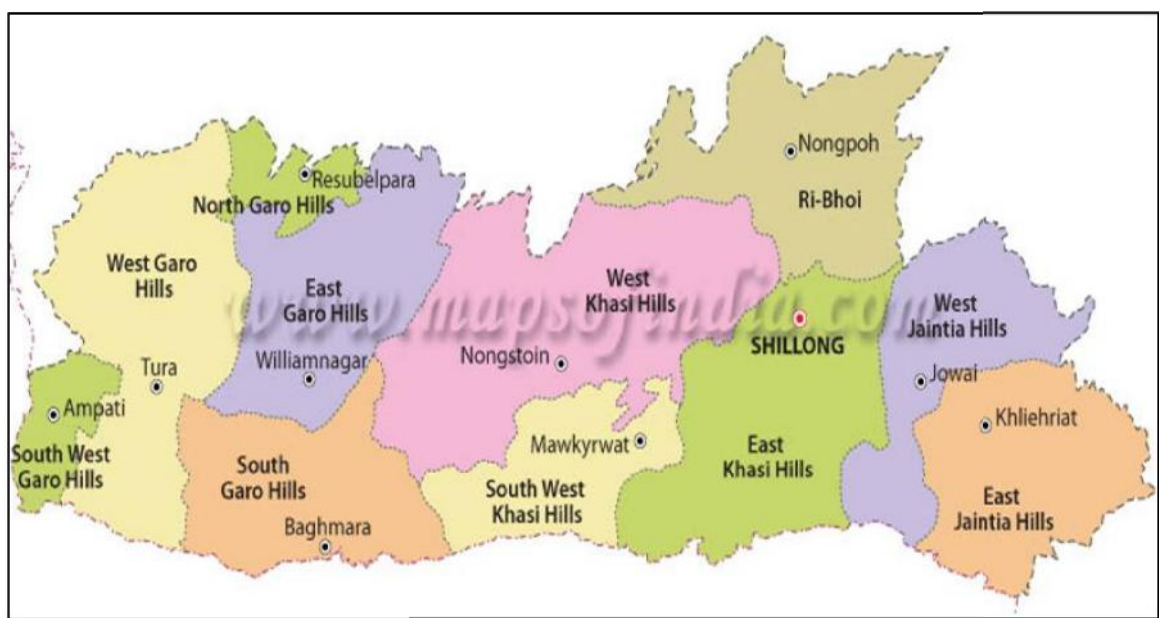 Nongpoh
Resubelpara
North Garo Hills
Ri-Bhoi
West Garo
Hills
East
Garo Hills
West
Khasi Hills
www.mapsofindia.com
West
Jaintia Hills
SHILLONG
Williamnagar
Nongstoin
Tura
Jowai
Ampati
Khliehriat
Mawkyrwat
South West
Garo Hills
South
Garo Hills
East
Khasi Hills
South West
Khasi Hills
East
Jaintia Hills
Baghmara